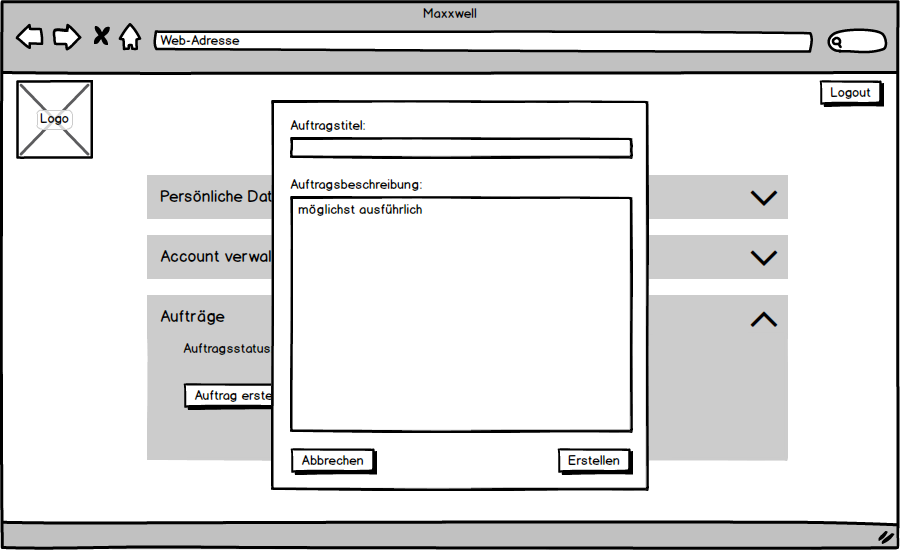 Maxxwell
Web-Adresse
Logo
Logout
Auftragstitel:
Persönliche Dat
Auftragsbeschreibung:
möglichst ausführlich
Account verwal
Aufträge
Auftragsstatus
Auftrag erste
Abbrechen
Erstellen